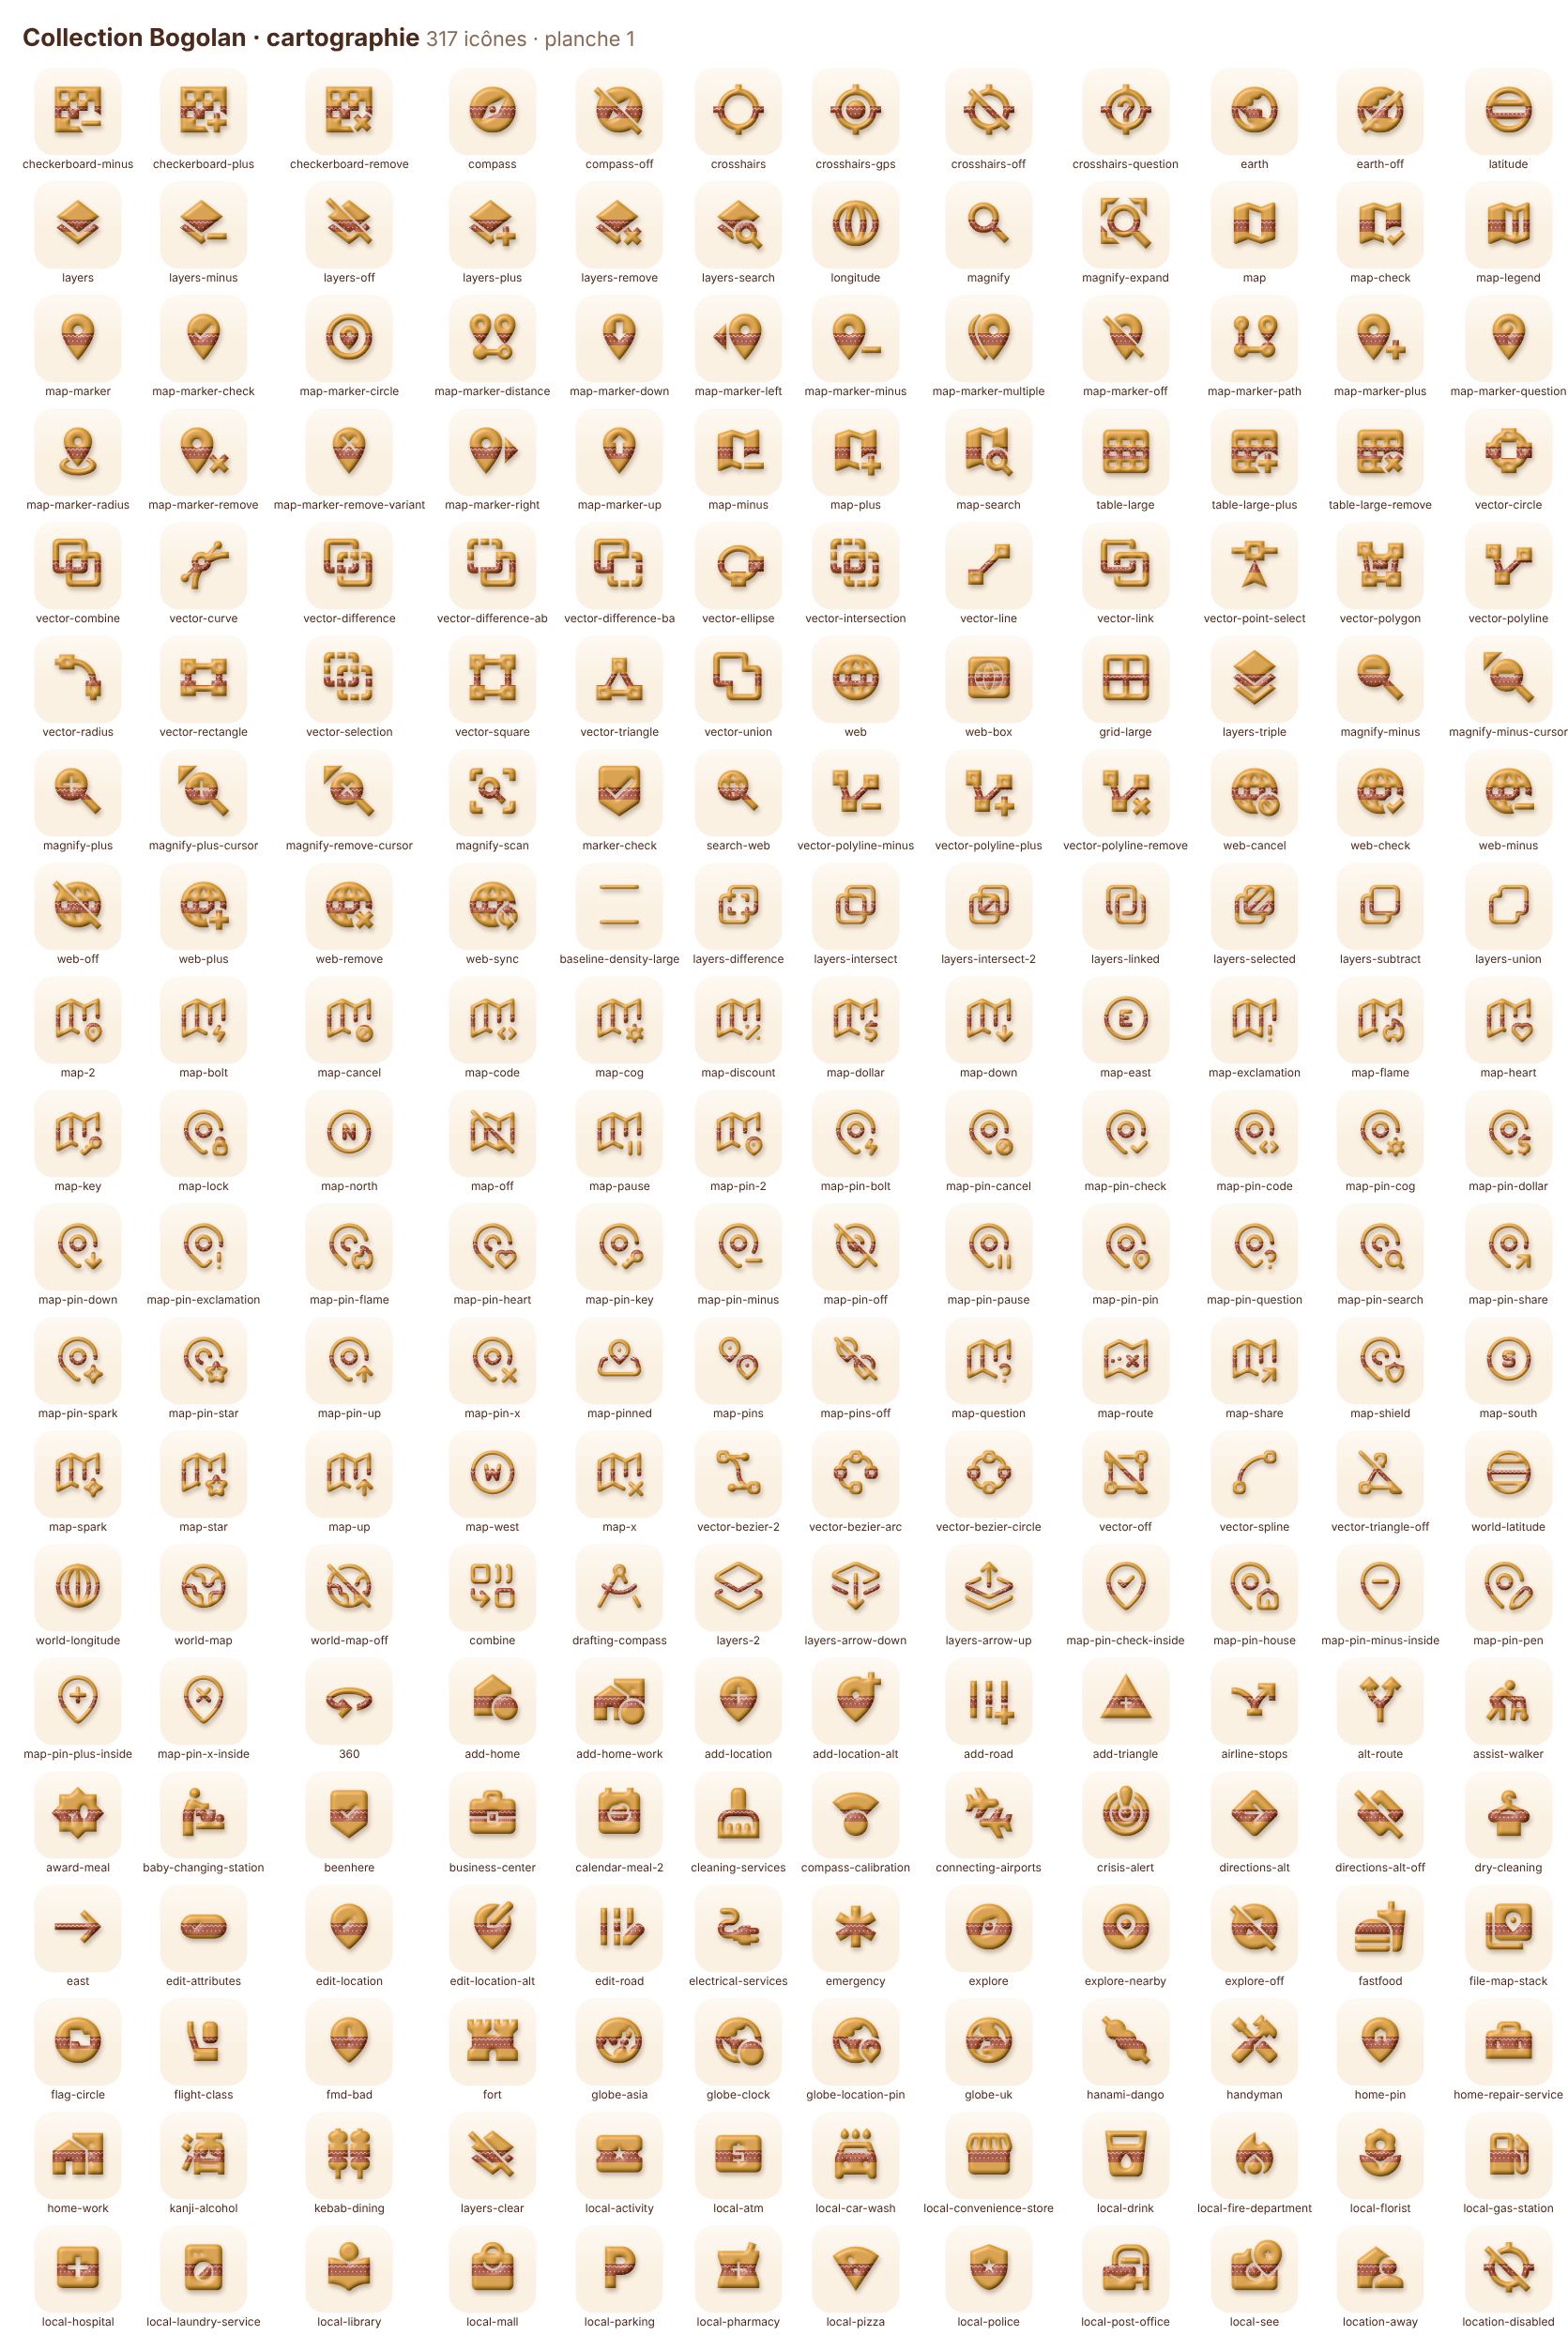 Collection Bogolan · cartographie 317 icônes · planche 1
checkerboard-minus checkerboard-plus checkerboard-remove compass compass-off crosshairs crosshairs-gps crosshairs-off crosshairs-question earth earth-off latitude
layers layers-minus layers-off layers-plus layers-remove layers-search longitude magnify magnify-expand map map-check map-legend
map-marker map-marker-check map-marker-circle map-marker-distance map-marker-down map-marker-left map-marker-minus map-marker-multiple map-marker-off map-marker-path map-marker-plus map-marker-question
map-marker-radius map-marker-remove map-marker-remove-variant map-marker-right map-marker-up map-minus map-plus map-search table-large table-large-plus table-large-remove vector-circle
vector-combine vector-curve vector-difference vector-difference-ab vector-difference-ba vector-ellipse vector-intersection vector-line vector-link vector-point-select vector-polygon vector-polyline
vector-radius vector-rectangle vector-selection vector-square vector-triangle vector-union web web-box grid-large layers-triple magnify-minus magnify-minus-cursor
magnify-plus magnify-plus-cursor magnify-remove-cursor magnify-scan marker-check search-web vector-polyline-minus vector-polyline-plus vector-polyline-remove web-cancel web-check web-minus
web-off web-plus web-remove web-sync baseline-density-large layers-difference layers-intersect layers-intersect-2 layers-linked layers-selected layers-subtract layers-union
E
map-2 map-bolt map-cancel map-code map-cog map-discount map-dollar map-down map-east map-exclamation map-flame map-heart
N
map-key map-lock map-north map-off map-pause map-pin-2 map-pin-bolt map-pin-cancel map-pin-check map-pin-code map-pin-cog map-pin-dollar
map-pin-down map-pin-exclamation map-pin-flame map-pin-heart map-pin-key map-pin-minus map-pin-off map-pin-pause map-pin-pin map-pin-question map-pin-search map-pin-share
S
map-pin-spark map-pin-star map-pin-up map-pin-x map-pinned map-pins map-pins-off map-question map-route map-share map-shield map-south
W
map-spark map-star map-up map-west map-x vector-bezier-2 vector-bezier-arc vector-bezier-circle vector-off vector-spline vector-triangle-off world-latitude
world-longitude world-map world-map-off combine drafting-compass layers-2 layers-arrow-down layers-arrow-up map-pin-check-inside map-pin-house map-pin-minus-inside map-pin-pen
map-pin-plus-inside map-pin-x-inside 360 add-home add-home-work add-location add-location-alt add-road add-triangle airline-stops alt-route assist-walker
award-meal baby-changing-station beenhere business-center calendar-meal-2 cleaning-services compass-calibration connecting-airports crisis-alert directions-alt directions-alt-off dry-cleaning
east edit-attributes edit-location edit-location-alt edit-road electrical-services emergency explore explore-nearby explore-off fastfood file-map-stack
flag-circle flight-class fmd-bad fort globe-asia globe-clock globe-location-pin globe-uk hanami-dango handyman home-pin home-repair-service
酒
home-work kanji-alcohol kebab-dining layers-clear local-activity local-atm local-car-wash local-convenience-store local-drink local-fire-department local-florist local-gas-station
P
local-hospital local-laundry-service local-library local-mall local-parking local-pharmacy local-pizza local-police local-post-office local-see location-away location-disabled